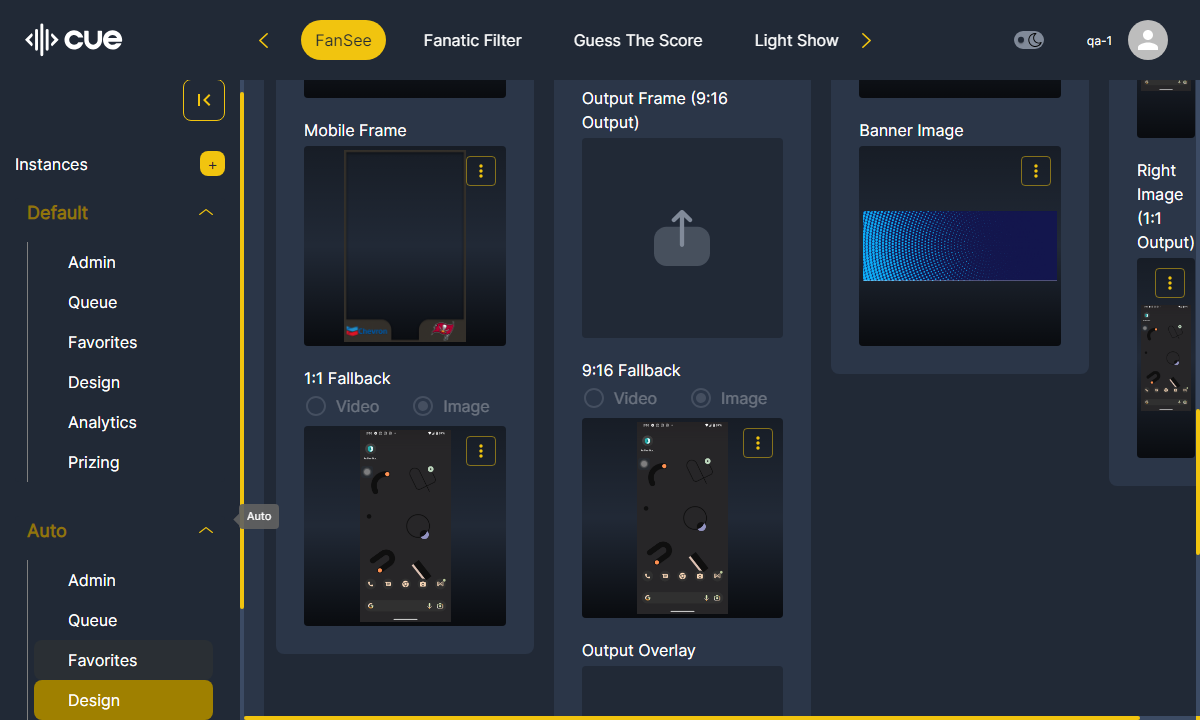 cue
FanSee
Fanatic Filter
Guess The Score
Light Show
qa-1
Instances
+
Default
Admin
Queue
Favorites
Design
Analytics
Prizing
Auto
Admin
Queue
Favorites
Design
Auto
Mobile Frame
1:1 Fallback
Video
Image
Output Frame (9:16
Output)
9:16 Fallback
Video
Image
Output Overlay
Banner Image
Right
Image
(1:1
Output)